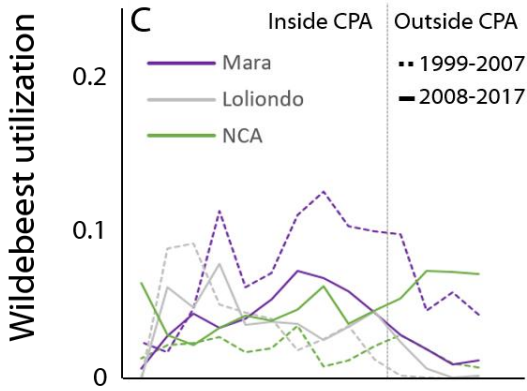 C
Inside CPA
Outside CPA
Mara
Loliondo
NCA
1999-2007
2008-2017
Wildebeest utilization
0.2
0.1
0